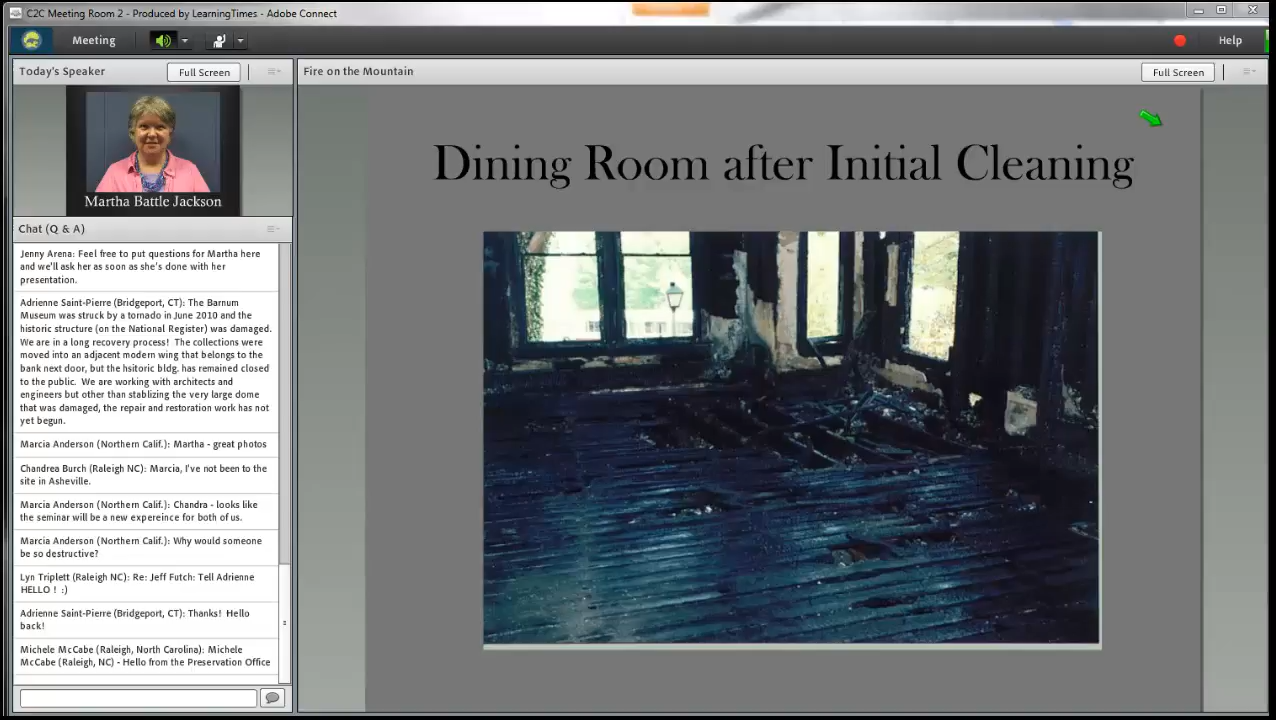 C2C Meeting Room 2 - Produced by LearningTimes - Adobe Connect
Meeting
Help
Today's Speaker
Full Screen
Fire on the Mountain
Full Screen
Martha Battle Jackson
Dining Room after Initial Cleaning
Chat (Q & A)
Jenny Arena: Feel free to put questions for Martha here
and we'll ask her as soon as she's done with her
presentation.
Adrienne Saint-Pierre (Bridgeport, CT): The Barnum
Museum was struck by a tornado in June 2010 and the
historic structure (on the National Register) was damaged.
We are in a long recovery process! The collections were
moved into an adjacent modern wing that belongs to the
bank next door, but the hsitoric bldg. has remained closed
to the public. We are working with architects and
engineers but other than stablizing the very large dome
that was damaged, the repair and restoration work has not
yet begun.
Marcia Anderson (Northern Calif.): Martha - great photos
Chandrea Burch (Raleigh NC): Marcia, I've not been to the
site in Asheville.
Marcia Anderson (Northern Calif.): Chandra - looks like
the seminar will be a new expereince for both of us.
Marcia Anderson (Northern Calif.): Why would someone
be so destructive?
Lyn Triplett (Raleigh NC): Re: Jeff Futch: Tell Adrienne
HELLO ! :)
Adrienne Saint-Pierre (Bridgeport, CT): Thanks! Hello
back!
Michele McCabe (Raleigh, North Carolina): Michele
McCabe (Raleigh, NC) - Hello from the Preservation Office